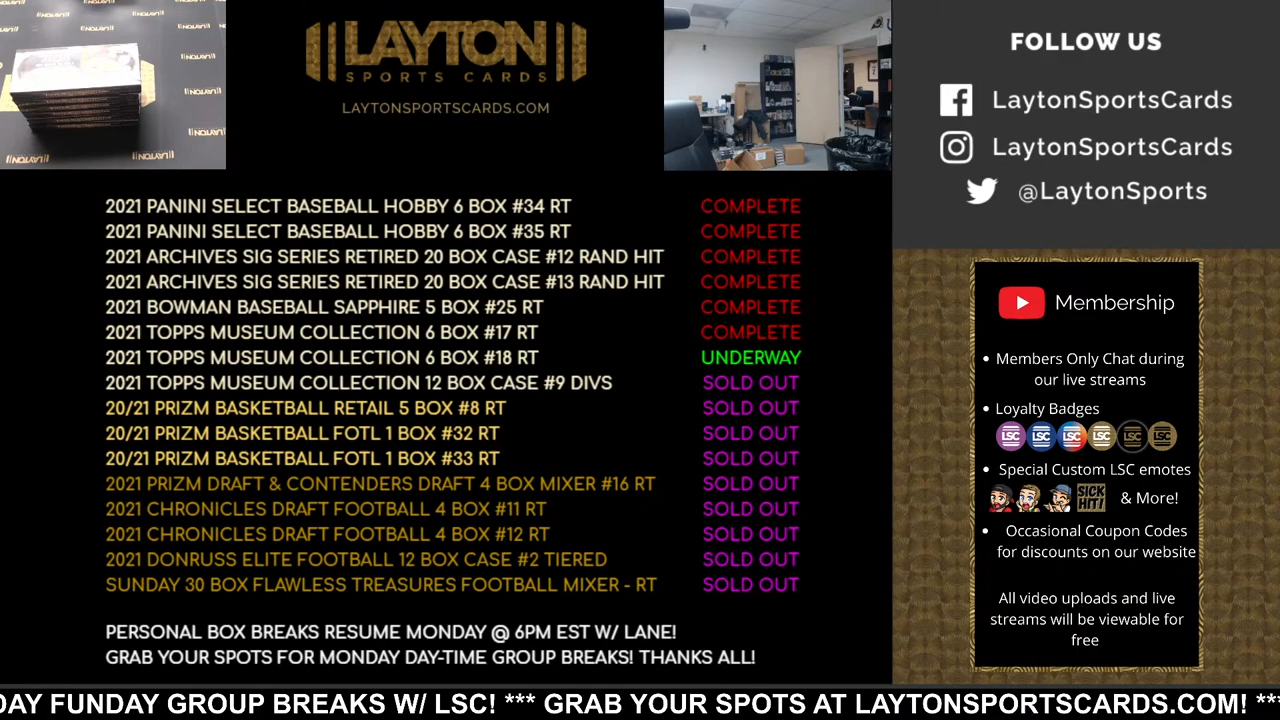 LAYTON
SPORTS CARDS
LAYTONSPORTSCARDS.COM
FOLLOW US
LaytonSportsCards
LaytonSportsCards
@LaytonSports
2021 PANINI SELECT BASEBALL HOBBY 6 BOX #34 RT COMPLETE
2021 PANINI SELECT BASEBALL HOBBY 6 BOX #35 RT COMPLETE
2021 ARCHIVES SIG SERIES RETIRED 20 BOX CASE #12 RAND HIT COMPLETE
2021 ARCHIVES SIG SERIES RETIRED 20 BOX CASE #13 RAND HIT COMPLETE
2021 BOWMAN BASEBALL SAPPHIRE 5 BOX #25 RT COMPLETE
2021 TOPPS MUSEUM COLLECTION 6 BOX #17 RT COMPLETE
2021 TOPPS MUSEUM COLLECTION 6 BOX #18 RT UNDERWAY
2021 TOPPS MUSEUM COLLECTION 12 BOX CASE #9 DIVS SOLD OUT
20/21 PRIZM BASKETBALL RETAIL 5 BOX #8 RT SOLD OUT
20/21 PRIZM BASKETBALL FOTL 1 BOX #32 RT SOLD OUT
20/21 PRIZM BASKETBALL FOTL 1 BOX #33 RT SOLD OUT
2021 PRIZM DRAFT & CONTENDERS DRAFT 4 BOX MIXER #16 RT SOLD OUT
2021 CHRONICLES DRAFT FOOTBALL 4 BOX #11 RT SOLD OUT
2021 CHRONICLES DRAFT FOOTBALL 4 BOX #12 RT SOLD OUT
2021 DONRUSS ELITE FOOTBALL 12 BOX CASE #2 TIERED SOLD OUT
SUNDAY 30 BOX FLAWLESS TREASURES FOOTBALL MIXER - RT SOLD OUT
PERSONAL BOX BREAKS RESUME MONDAY @ 6PM EST W/ LANE!
GRAB YOUR SPOTS FOR MONDAY DAY-TIME GROUP BREAKS! THANKS ALL!
Membership
• Members Only Chat during
our live streams
• Loyalty Badges
LSC LSC LSC LSC LSC LSC
• Special Custom LSC emotes
SICK
HIT! & More!
• Occasional Coupon Codes
for discounts on our website
All video uploads and live
streams will be viewable for
free
DAY FUNDAY GROUP BREAKS W/ LSC! *** GRAB YOUR SPOTS AT LAYTONSPORTSCARDS.COM! **